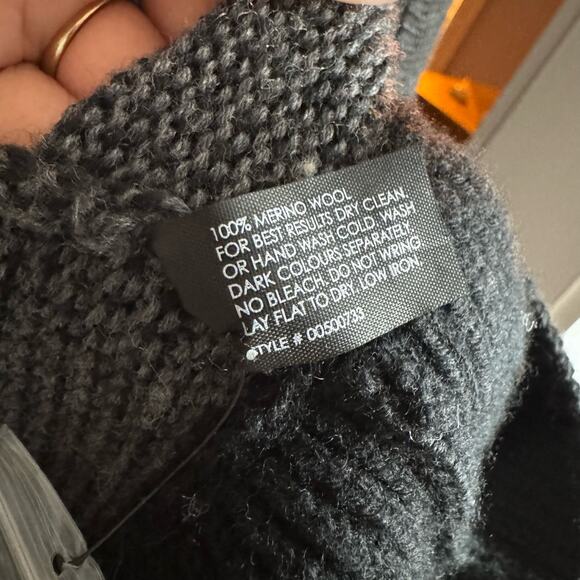 100% MERINO WOOL
FOR BEST RESULTS DRY CLEAN
OR HAND WASH COLD. WASH
DARK COLOURS SEPARATELY
NO BLEACH. DO NOT WRING
LAY FLAT TO DRY. LOW IRON
STYLE # 00500733